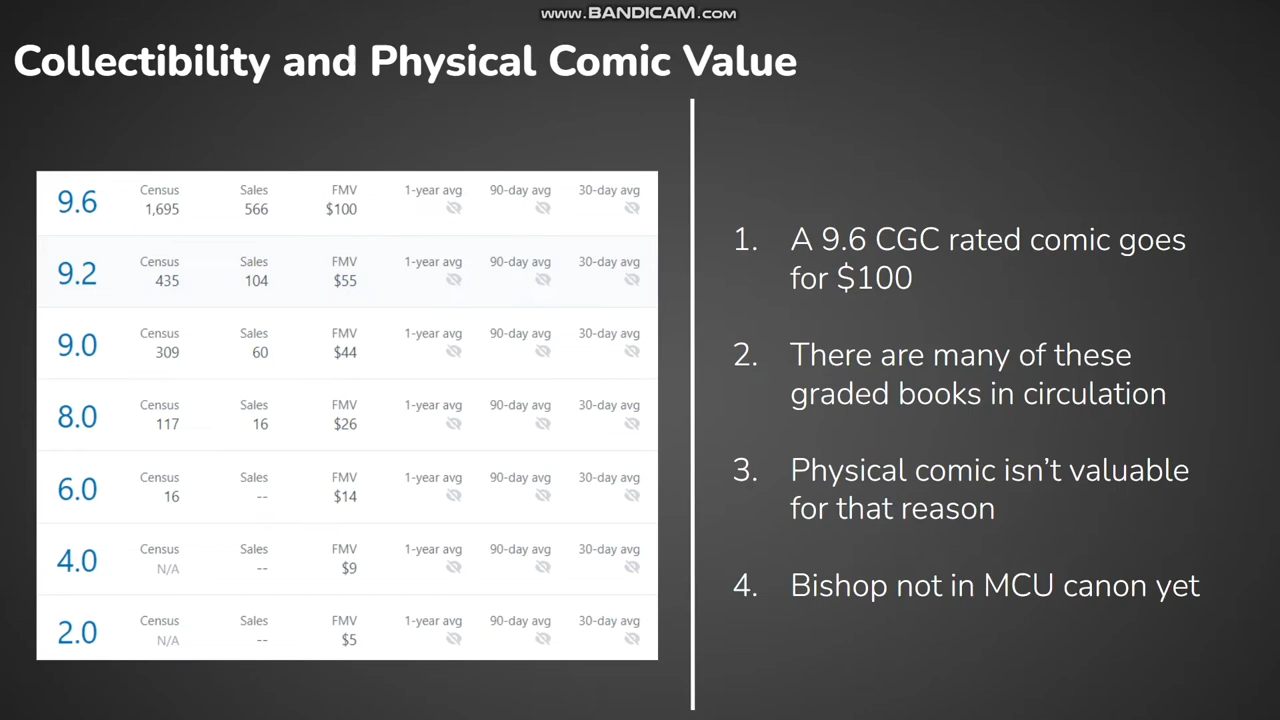 www.BANDICAM.com
Collectibility and Physical Comic Value
9.6 Census 1,695 Sales 566 FMV $100 1-year avg 90-day avg 30-day avg
9.2 Census 435 Sales 104 FMV $55 1-year avg 90-day avg 30-day avg
9.0 Census 309 Sales 60 FMV $44 1-year avg 90-day avg 30-day avg
8.0 Census 117 Sales 16 FMV $26 1-year avg 90-day avg 30-day avg
6.0 Census 16 Sales -- FMV $14 1-year avg 90-day avg 30-day avg
4.0 Census N/A Sales -- FMV $9 1-year avg 90-day avg 30-day avg
2.0 Census N/A Sales -- FMV $5 1-year avg 90-day avg 30-day avg
1. A 9.6 CGC rated comic goes
for $100
2. There are many of these
graded books in circulation
3. Physical comic isn’t valuable
for that reason
4. Bishop not in MCU canon yet